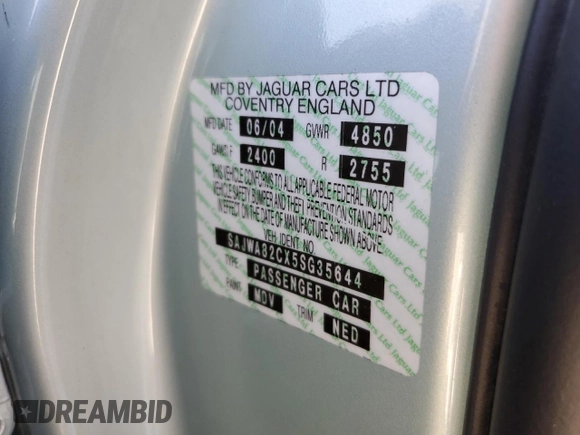 MFD BY JAGUAR CARS LTD
COVENTRY ENGLAND
MFD DATE 06/04 GVWR 4850
GAWR F 2400 R 2755
THIS VEHICLE CONFORMS TO ALL APPLICABLE FEDERAL MOTOR
VEHICLE SAFETY BUMPER AND THEFT PREVENTION STANDARDS
IN EFFECT ON THE DATE OF MANUFACTURE SHOWN ABOVE
VEH. IDENT NO.
SAJWA82CX5SG35644
TYPE PASSENGER CAR
PAINT MDV TRIM NED
DREAMBID